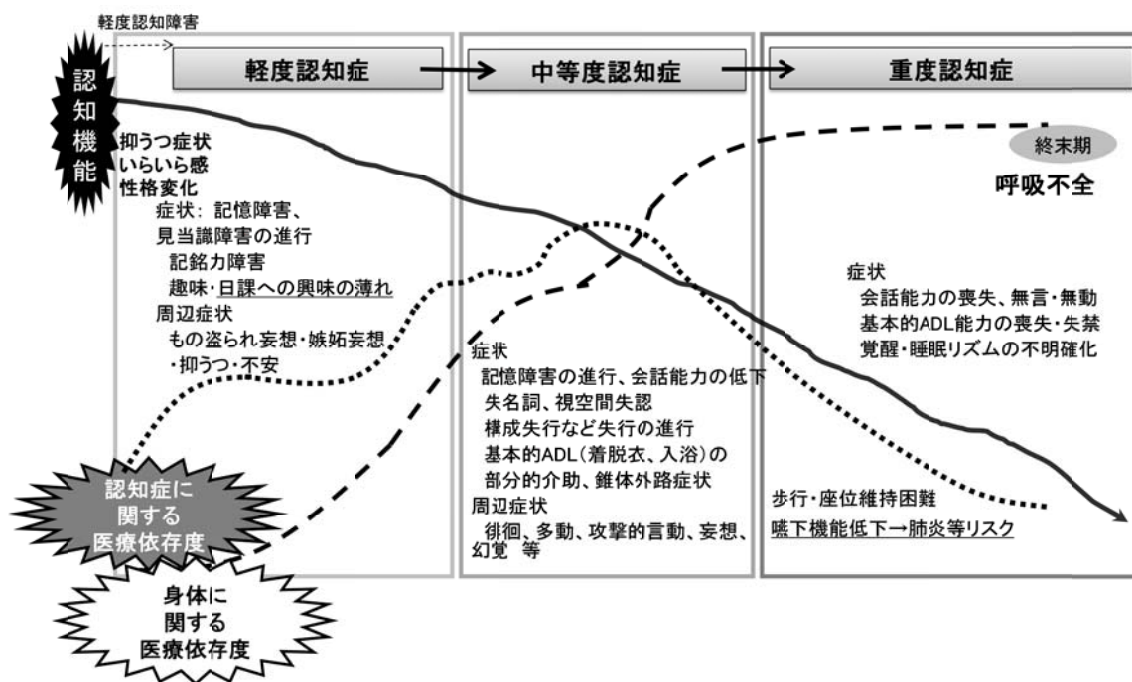 軽度認知障害
認知機能
軽度認知症
中等度認知症
重度認知症
抑うつ症状
いらいら感
性格変化
症状: 記憶障害、
見当識障害の進行
記銘力障害
趣味・日課への興味の薄れ
周辺症状
もの盗られ妄想・嫉妬妄想
・抑うつ・不安
症状
記憶障害の進行、会話能力の低下
失名詞、視空間失認
構成失行など失行の進行
基本的ADL(着脱衣、入浴)の
部分的介助、錐体外路症状
周辺症状
徘徊、多動、攻撃的言動、妄想、
幻覚 等
終末期
呼吸不全
症状
会話能力の喪失、無言・無動
基本的ADL能力の喪失・失禁
覚醒・睡眠リズムの不明確化
歩行・座位維持困難
嚥下機能低下→肺炎等リスク
認知症に
関する
医療依存度
身体に
関する
医療依存度